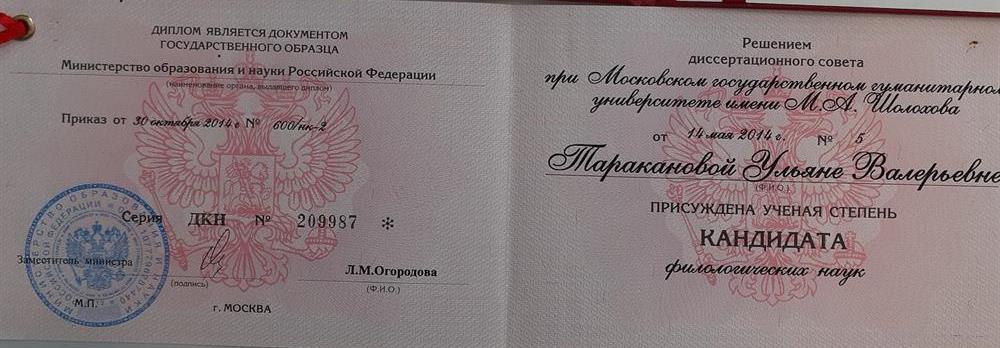 ДИПЛОМ ЯВЛЯЕТСЯ ДОКУМЕНТОМ
ГОСУДАРСТВЕННОГО ОБРАЗЦА
Министерство образования и науки Российской Федерации
(наименование органа, выдавшего диплом)
Приказ от 30 октября 2014 г. № 600/нк-2
Серия ДКН № 209987 *
Заместитель министра
Л.М.Огородова
(подпись)
(Ф.И.О.)
М.П.
г. МОСКВА
Решением
диссертационного совета
при Московском государственном гуманитарном
университете имени М.А. Шолохова
от 14 мая 2014 г. № 5
Таракановой Ульяне Валерьевне
(Ф.И.О.)
ПРИСУЖДЕНА УЧЕНАЯ СТЕПЕНЬ
КАНДИДАТА
филологических наук